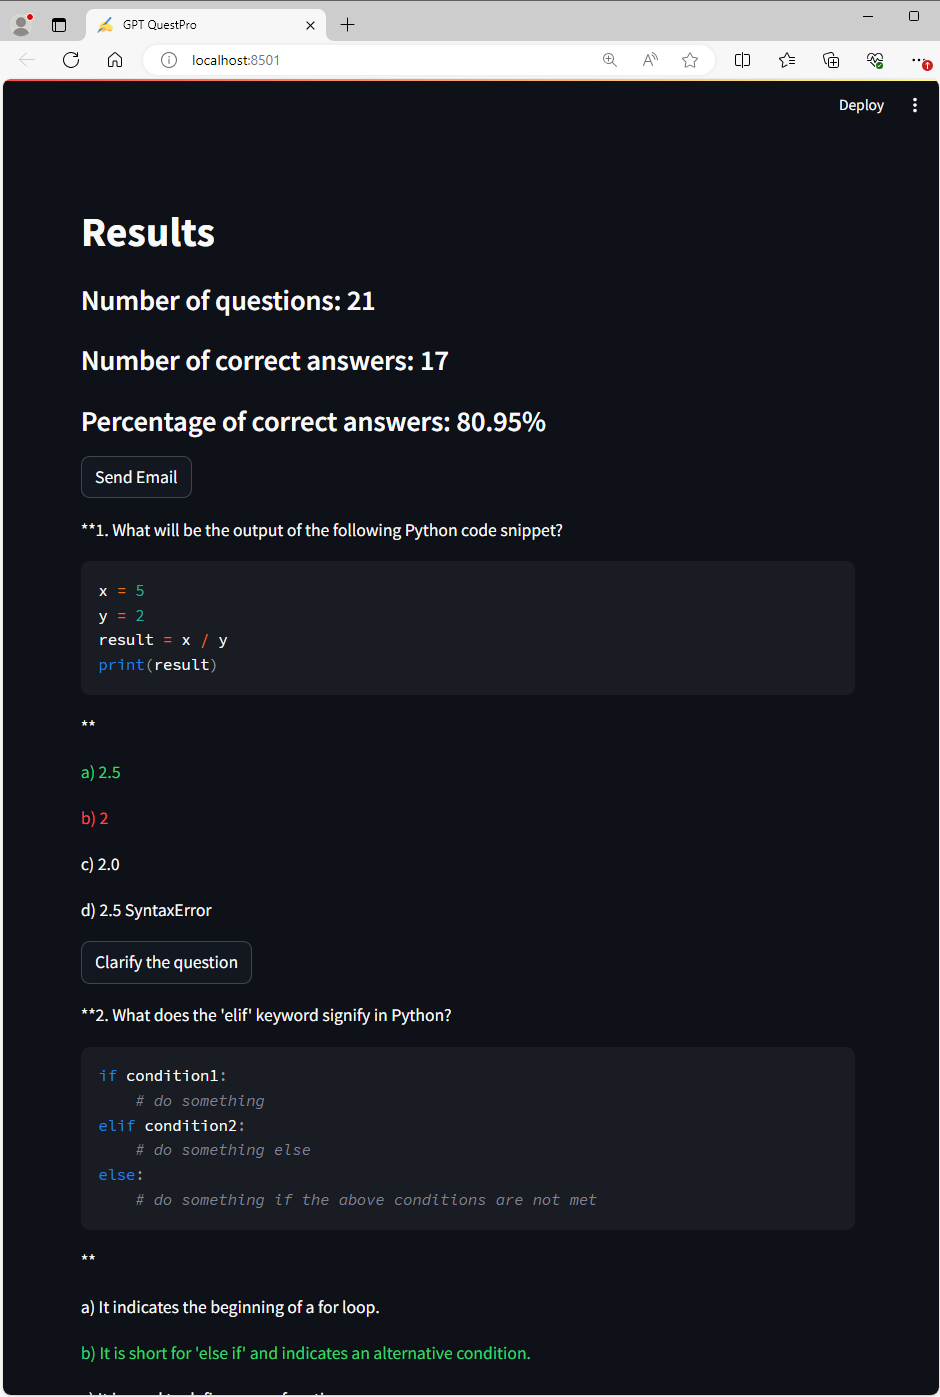 GPT QuestPro
localhost:8501
Deploy
Results
Number of questions: 21
Number of correct answers: 17
Percentage of correct answers: 80.95%
Send Email
**1. What will be the output of the following Python code snippet?
x = 5
y = 2
result = x / y
print(result)
**
a) 2.5
b) 2
c) 2.0
d) 2.5 SyntaxError
Clarify the question
**2. What does the 'elif' keyword signify in Python?
if condition1:
    # do something
elif condition2:
    # do something else
else:
    # do something if the above conditions are not met
**
a) It indicates the beginning of a for loop.
b) It is short for 'else if' and indicates an alternative condition.